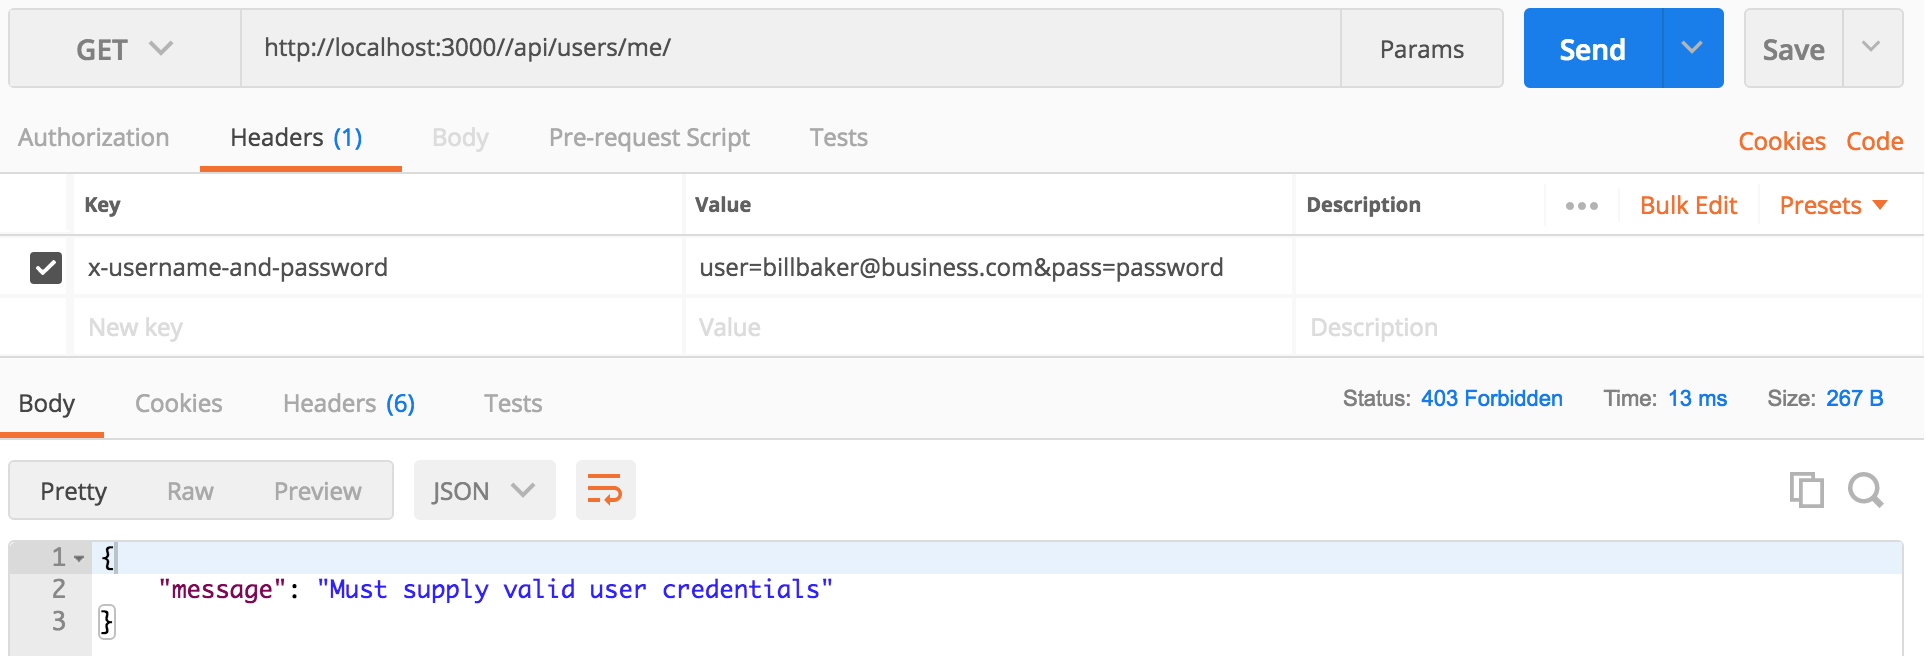 GET http://localhost:3000//api/users/me/ Params Send Save
Authorization Headers (1) Body Pre-request Script Tests Cookies Code
Key Value Description Bulk Edit Presets
x-username-and-password user=billbaker@business.com&pass=password
New key Value Description
Body Cookies Headers (6) Tests Status: 403 Forbidden Time: 13 ms Size: 267 B
Pretty Raw Preview JSON
1 {
2 "message": "Must supply valid user credentials"
3 }